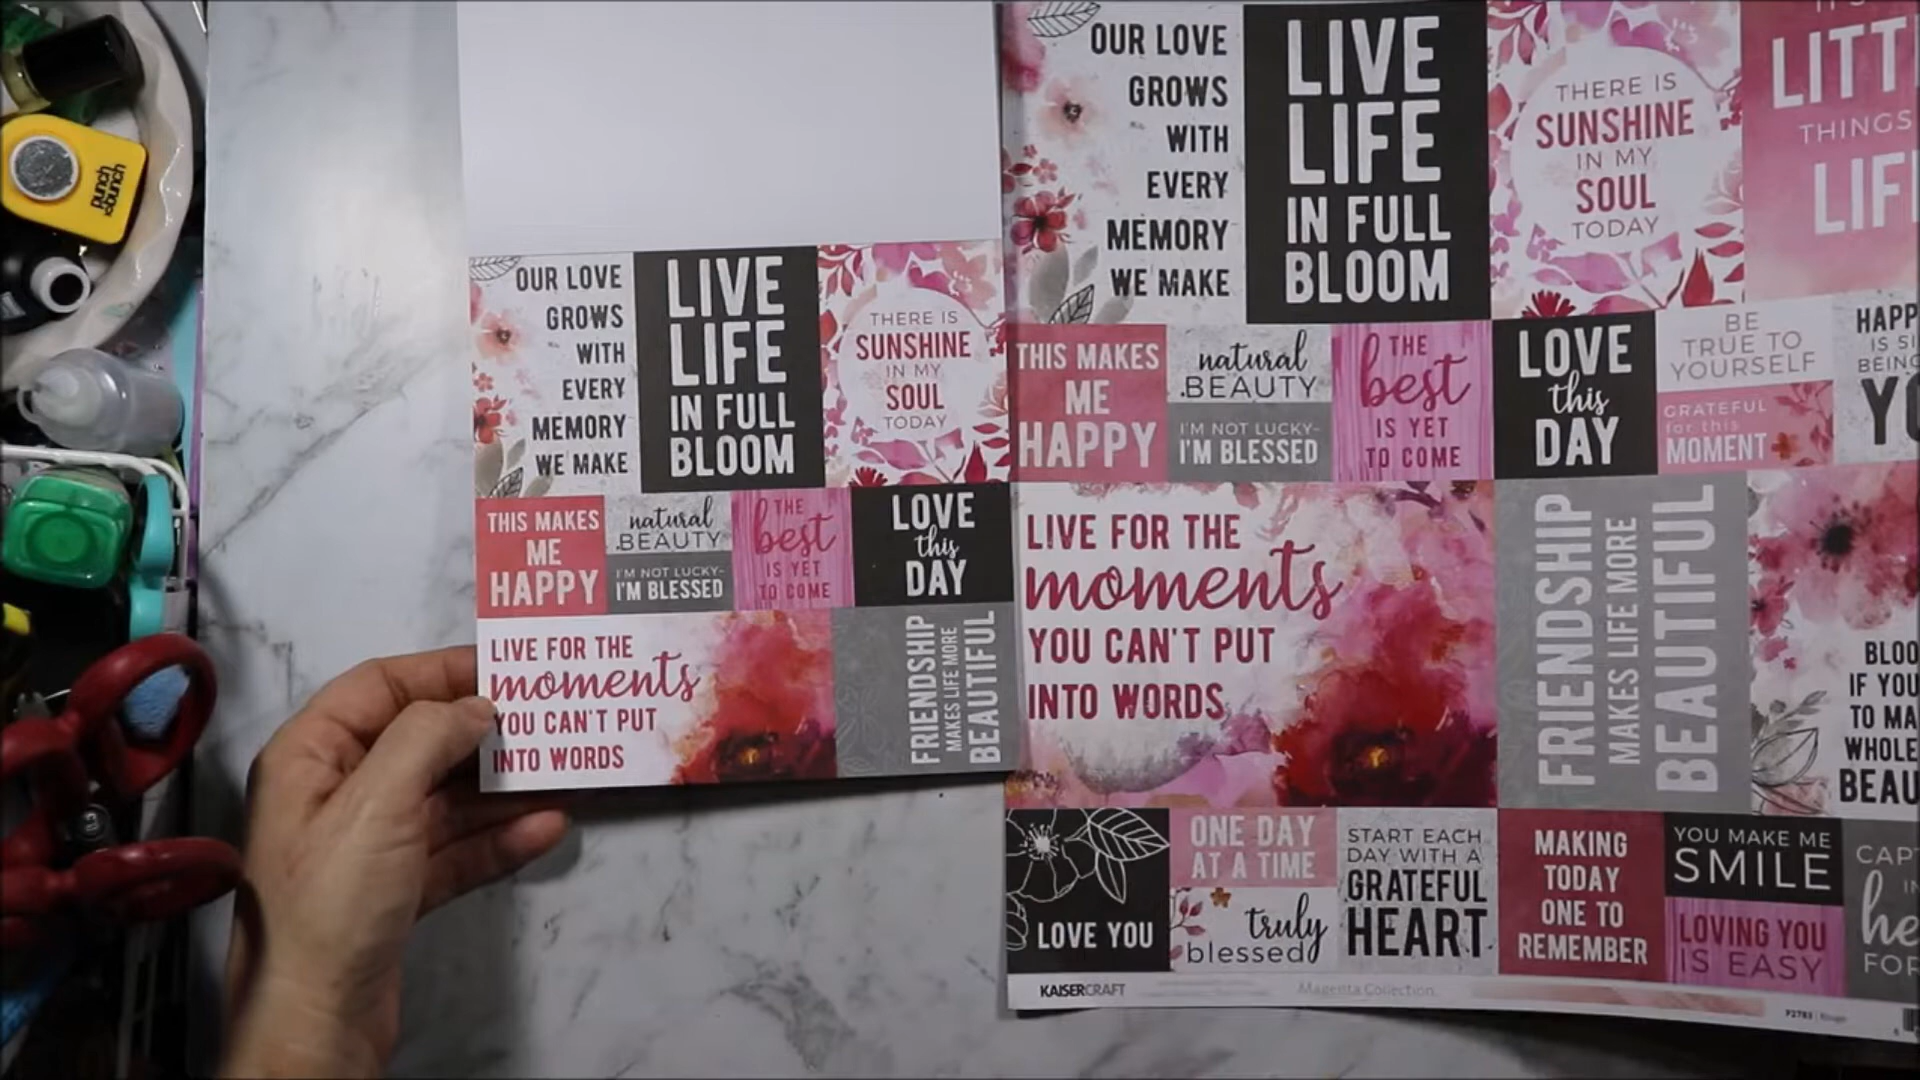 punch
bunch
OUR LOVE
GROWS
WITH
EVERY
MEMORY
WE MAKE
LIVE
LIFE
IN FULL
BLOOM
THERE IS
SUNSHINE
IN MY
SOUL
TODAY
THIS MAKES
ME
HAPPY
natural
BEAUTY
I'M NOT LUCKY-
I'M BLESSED
THE
best
IS YET
TO COME
LOVE
this
DAY
LIVE FOR THE
moments
YOU CAN'T PUT
INTO WORDS
FRIENDSHIP
MAKES LIFE MORE
BEAUTIFUL
OUR LOVE
GROWS
WITH
EVERY
MEMORY
WE MAKE
LIVE
LIFE
IN FULL
BLOOM
THERE IS
SUNSHINE
IN MY
SOUL
TODAY
LITT
THINGS
LIF
THIS MAKES
ME
HAPPY
natural
BEAUTY
I'M NOT LUCKY-
I'M BLESSED
THE
best
IS YET
TO COME
LOVE
this
DAY
BE
TRUE TO
YOURSELF
GRATEFUL
for this
MOMENT
HAPP
IS SI
BEING
YO
LIVE FOR THE
moments
YOU CAN'T PUT
INTO WORDS
FRIENDSHIP
MAKES LIFE MORE
BEAUTIFUL
BLOO
IF YOU
TO MA
WHOLE
BEAU
LOVE YOU
ONE DAY
AT A TIME
truly
blessed
START EACH
DAY WITH A
GRATEFUL
HEART
MAKING
TODAY
ONE TO
REMEMBER
YOU MAKE ME
SMILE
LOVING YOU
IS EASY
CAPT
he
FOR
KAISERCRAFT
Magenta Collection
P2783 | Rouge